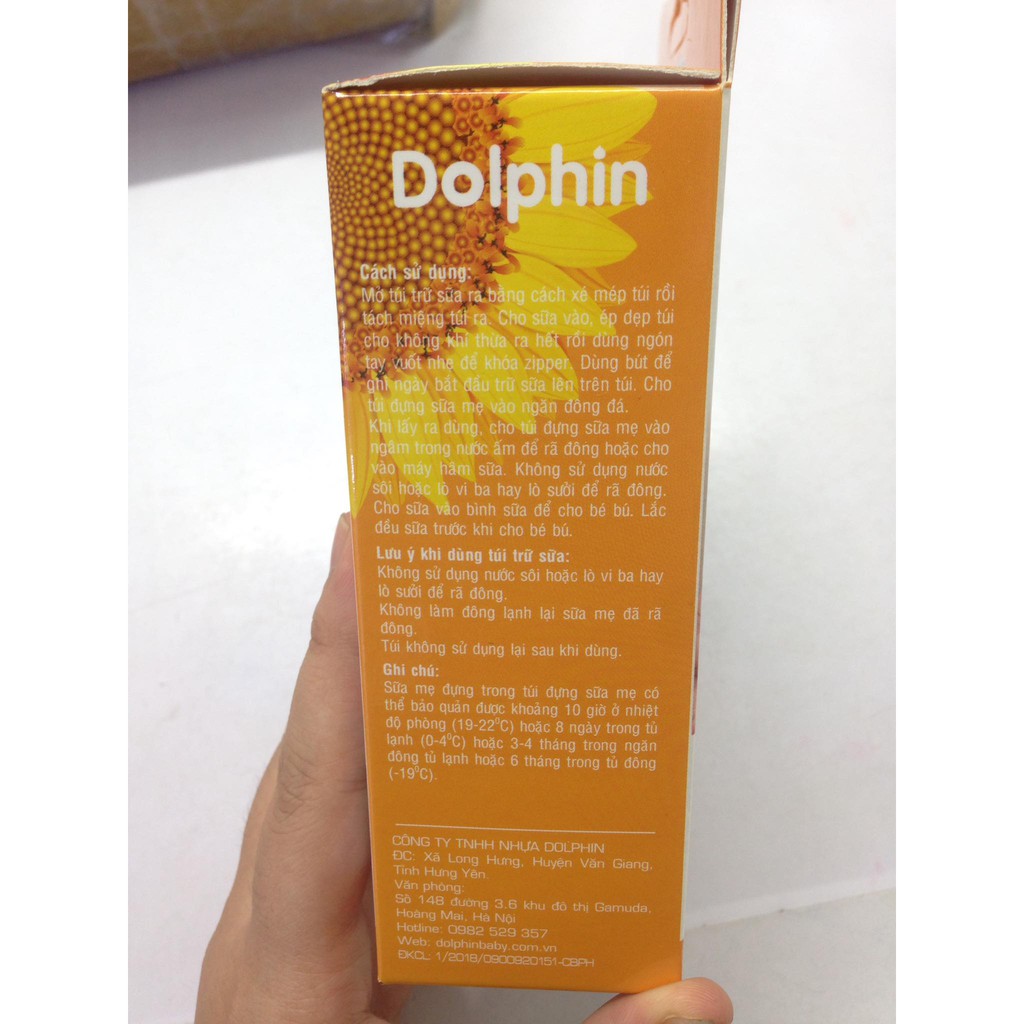 Dolphin
Cách sử dụng:
Mở túi trữ sữa ra bằng cách xé mép túi rồi
tách miệng túi ra. Cho sữa vào, ép dẹp túi
cho không khí thừa ra hết rồi dùng ngón
tay vuốt nhẹ để khóa zipper. Dùng bút để
ghi ngày bắt đầu trữ sữa lên trên túi. Cho
túi đựng sữa mẹ vào ngăn đông đá.
Khi lấy ra dùng, cho túi đựng sữa mẹ vào
ngâm trong nước ấm để rã đông hoặc cho
vào máy hâm sữa. Không sử dụng nước
sôi hoặc lò vi ba hay lò sưởi để rã đông.
Cho sữa vào bình sữa để cho bé bú. Lắc
đều sữa trước khi cho bé bú.
Lưu ý khi dùng túi trữ sữa:
Không sử dụng nước sôi hoặc lò vi ba hay
lò sưởi để rã đông.
Không làm đông lạnh lại sữa mẹ đã rã
đông.
Túi không sử dụng lại sau khi dùng.
Ghi chú:
Sữa mẹ đựng trong túi đựng sữa mẹ có
thể bảo quản được khoảng 10 giờ ở nhiệt
độ phòng (19-22⁰C) hoặc 8 ngày trong tủ
lạnh (0-4⁰C) hoặc 3-4 tháng trong ngăn
đông tủ lạnh hoặc 6 tháng trong tủ đông
(-19⁰C).
CÔNG TY TNHH NHỰA DOLPHIN
ĐC: Xã Long Hưng, Huyện Văn Giang,
Tỉnh Hưng Yên.
Văn phòng:
Số 148 đường 3.6 khu đô thị Gamuda,
Hoàng Mai, Hà Nội
Hotline: 0982 529 357
Web: dolphinbaby.com.vn
ĐKCL: 1/2018/0900920151-CBPH